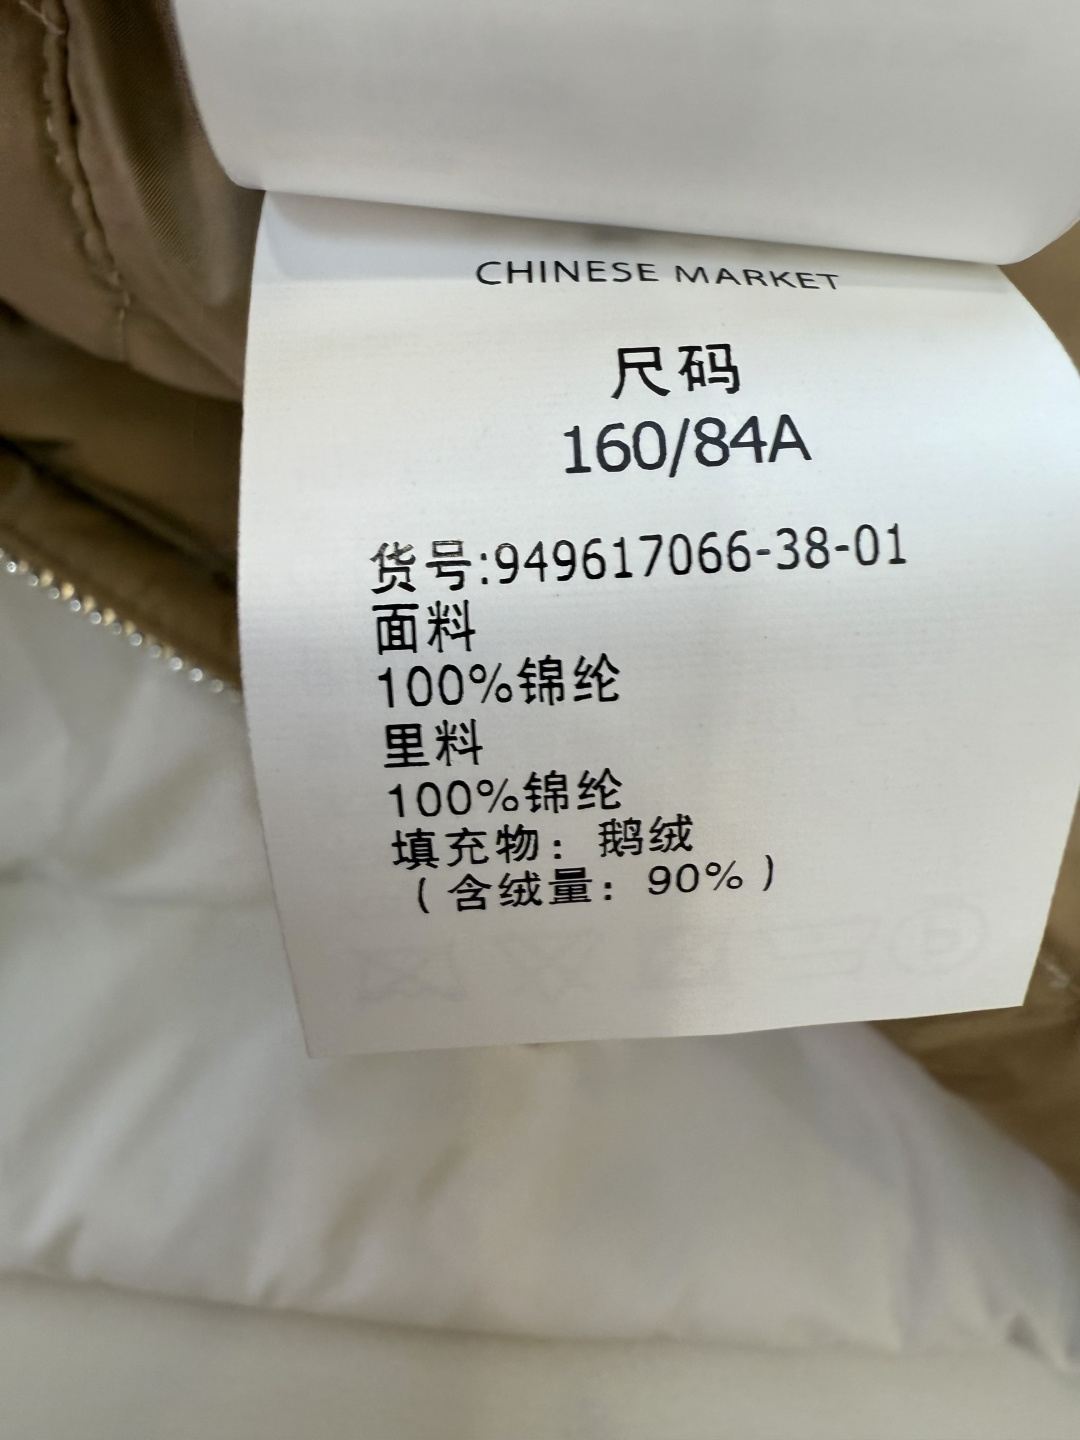 CHINESE MARKET
尺码
160/84A
货号:949617066-38-01
面料
100%锦纶
里料
100%锦纶
填充物：鹅绒
（含绒量：90%）